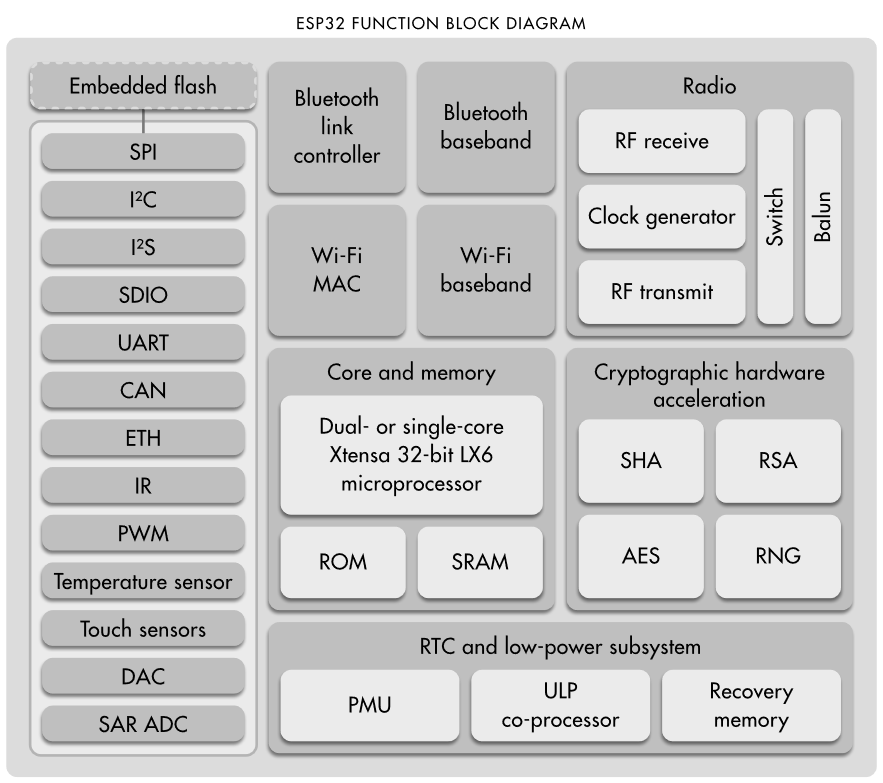 ESP32 FUNCTION BLOCK DIAGRAM
Embedded flash
SPI
I²C
I²S
SDIO
UART
CAN
ETH
IR
PWM
Temperature sensor
Touch sensors
DAC
SAR ADC
Bluetooth
link
controller
Bluetooth
baseband
Wi-Fi
MAC
Wi-Fi
baseband
Radio
RF receive
Clock generator
RF transmit
Switch
Balun
Core and memory
Dual- or single-core
Xtensa 32-bit LX6
microprocessor
ROM
SRAM
Cryptographic hardware
acceleration
SHA
RSA
AES
RNG
RTC and low-power subsystem
PMU
ULP
co-processor
Recovery
memory